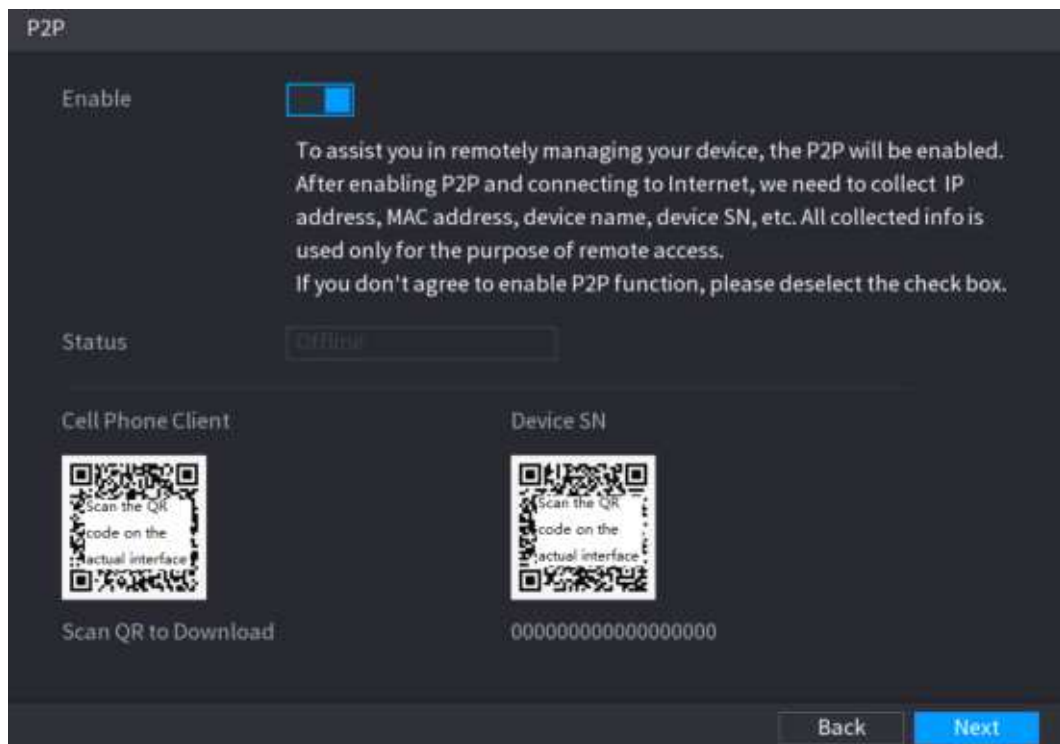 P2P
Enable
To assist you in remotely managing your device, the P2P will be enabled.
After enabling P2P and connecting to Internet, we need to collect IP
address, MAC address, device name, device SN, etc. All collected info is
used only for the purpose of remote access.
If you don't agree to enable P2P function, please deselect the check box.
Status
Offline
Cell Phone Client
Device SN
Scan the QR
code on the
actual interface
Scan the QR
code on the
actual interface
Scan QR to Download
000000000000000000
Back
Next